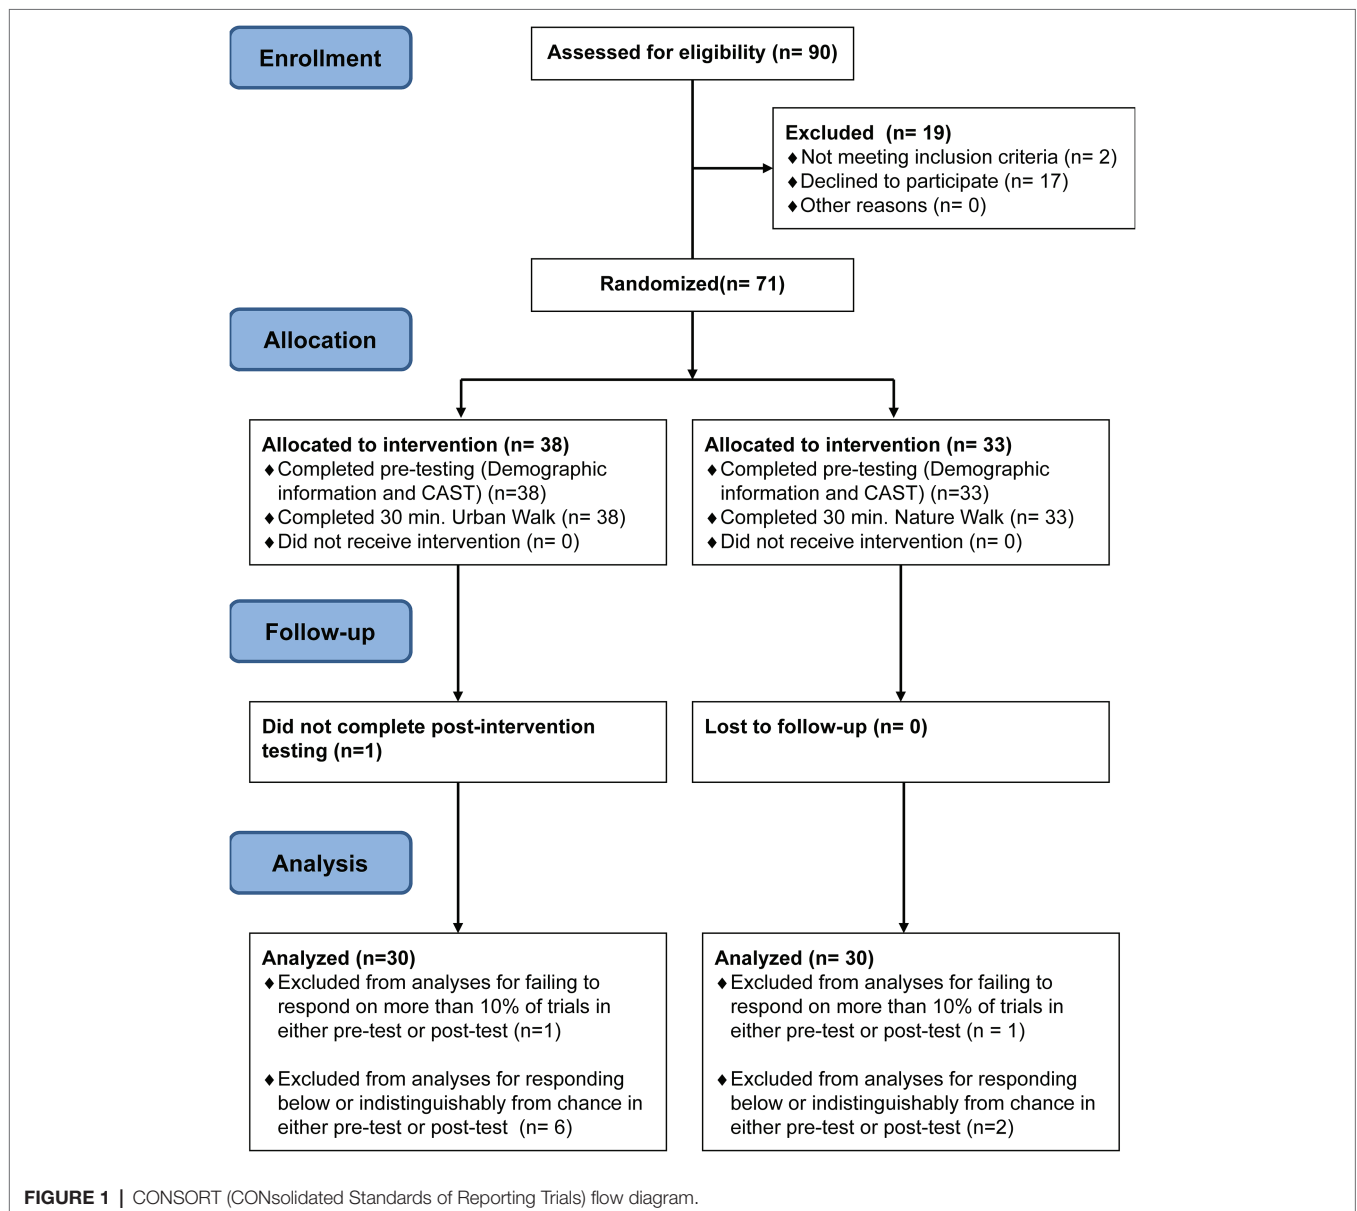 Enrollment
Assessed for eligibility (n= 90)
Excluded  (n= 19)
♦Not meeting inclusion criteria (n= 2)
♦Declined to participate (n= 17)
♦Other reasons (n= 0)
Randomized(n= 71)
Allocation
Allocated to intervention (n= 38)
♦Completed pre-testing (Demographic
information and CAST) (n=38)
♦Completed 30 min. Urban Walk (n= 38)
♦Did not receive intervention (n= 0)
Allocated to intervention (n= 33)
♦Completed pre-testing (Demographic
information and CAST) (n=33)
♦Completed 30 min. Nature Walk (n= 33)
♦Did not receive intervention (n= 0)
Follow-up
Did not complete post-intervention
testing (n=1)
Lost to follow-up (n= 0)
Analysis
Analyzed (n=30)
♦Excluded from analyses for failing to
respond on more than 10% of trials in
either pre-test or post-test (n=1)
♦Excluded from analyses for responding
below or indistinguishably from chance in
either pre-test or post-test  (n= 6)
Analyzed (n= 30)
♦Excluded from analyses for failing to
respond on more than 10% of trials in
either pre-test or post-test (n = 1)
♦Excluded from analyses for responding
below or indistinguishably from chance in
either pre-test or post-test (n=2)
FIGURE 1 | CONSORT (CONsolidated Standards of Reporting Trials) flow diagram.